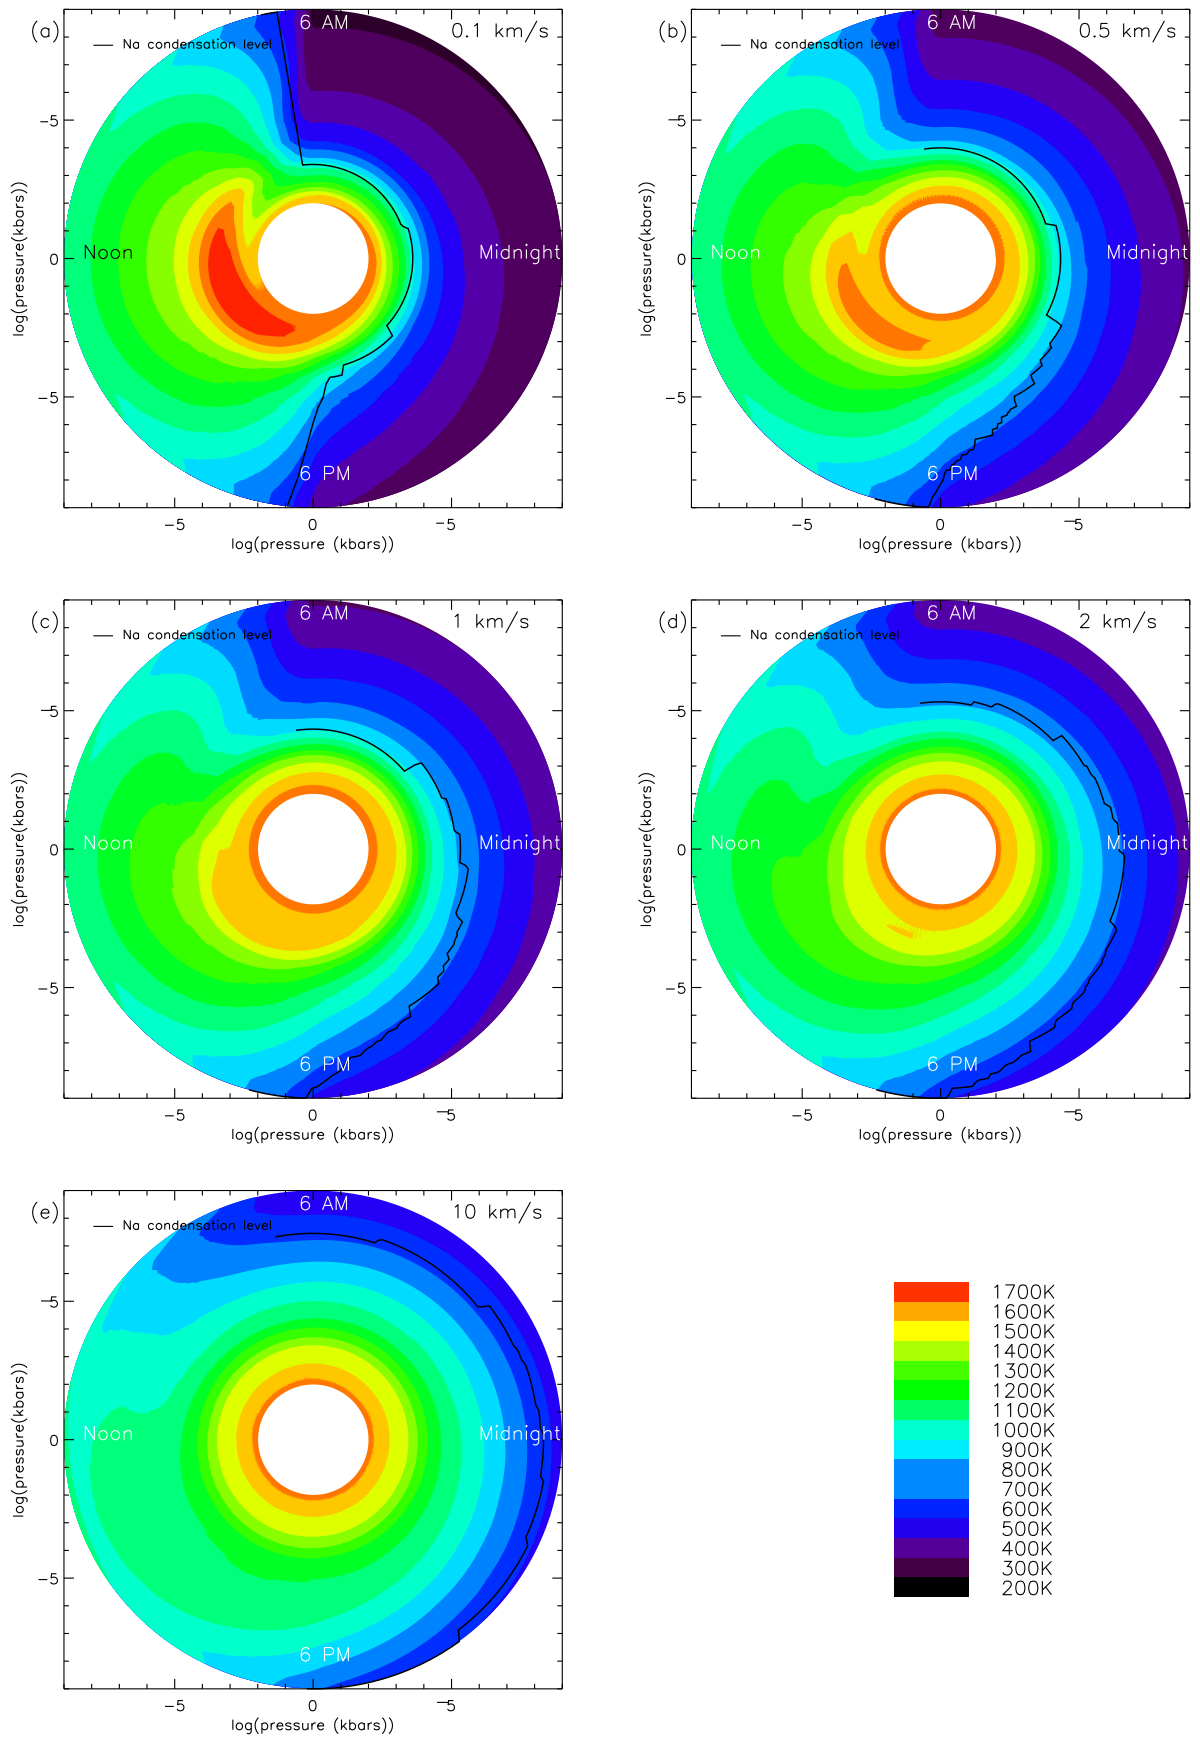 (a)
6 AM
0.1 km/s
— Na condensation level
Noon
Midnight
6 PM
−5
0
−5
log(pressure(kbars))
−5 0 −5
log(pressure (kbars))
(b)
6 AM
0.5 km/s
— Na condensation level
Noon
Midnight
6 PM
−5
0
−5
log(pressure(kbars))
−5 0 −5
log(pressure (kbars))
(c)
6 AM
1 km/s
— Na condensation level
Noon
Midnight
6 PM
−5
0
−5
log(pressure(kbars))
−5 0 −5
log(pressure (kbars))
(d)
6 AM
2 km/s
— Na condensation level
Noon
Midnight
6 PM
−5
0
−5
log(pressure(kbars))
−5 0 −5
log(pressure (kbars))
(e)
6 AM
10 km/s
— Na condensation level
Noon
Midnight
6 PM
−5
0
−5
log(pressure(kbars))
−5 0 −5
log(pressure (kbars))
1700K
1600K
1500K
1400K
1300K
1200K
1100K
1000K
900K
800K
700K
600K
500K
400K
300K
200K